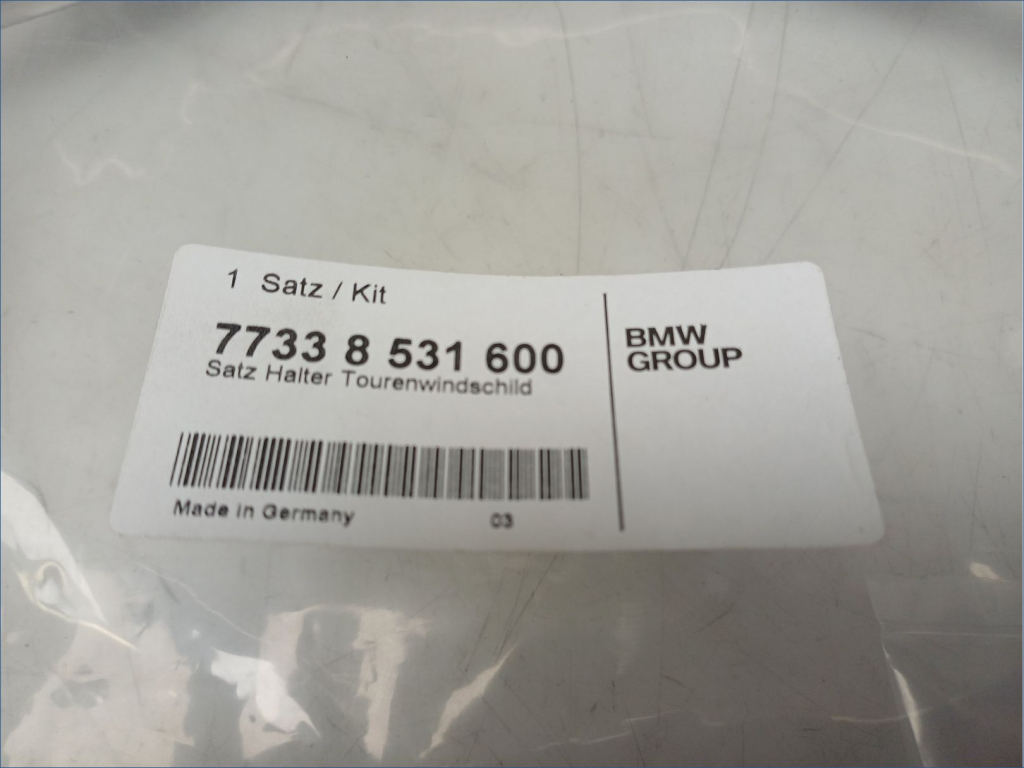 1 Satz / Kit
7733 8 531 600
Satz Halter Tourenwindschild
Made in Germany 03
BMW
GROUP